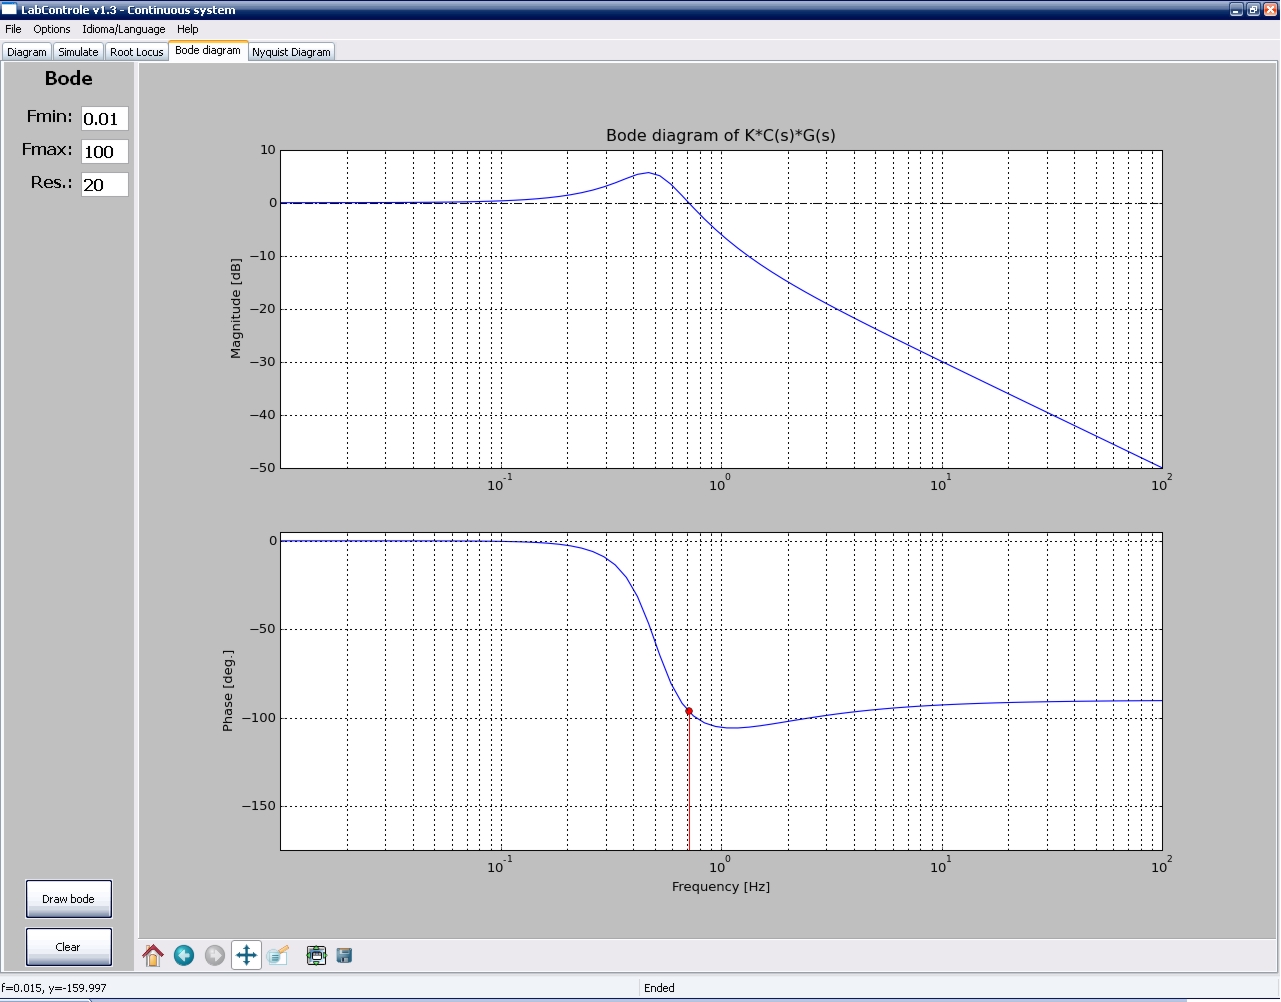 LabControle v1.3 - Continuous system
File Options Idioma/Language Help
Diagram Simulate Root Locus Bode diagram Nyquist Diagram
Bode
Fmin: 0.01
Fmax: 100
Res.: 20
Bode diagram of K*C(s)*G(s)
10
0
−10
−20
−30
−40
−50
Magnitude [dB]
10^-1 10^0 10^1 10^2
0
−50
−100
−150
Phase [deg.]
10^-1 10^0 10^1 10^2
Frequency [Hz]
Draw bode
Clear
f=0.015, y=-159.997 Ended